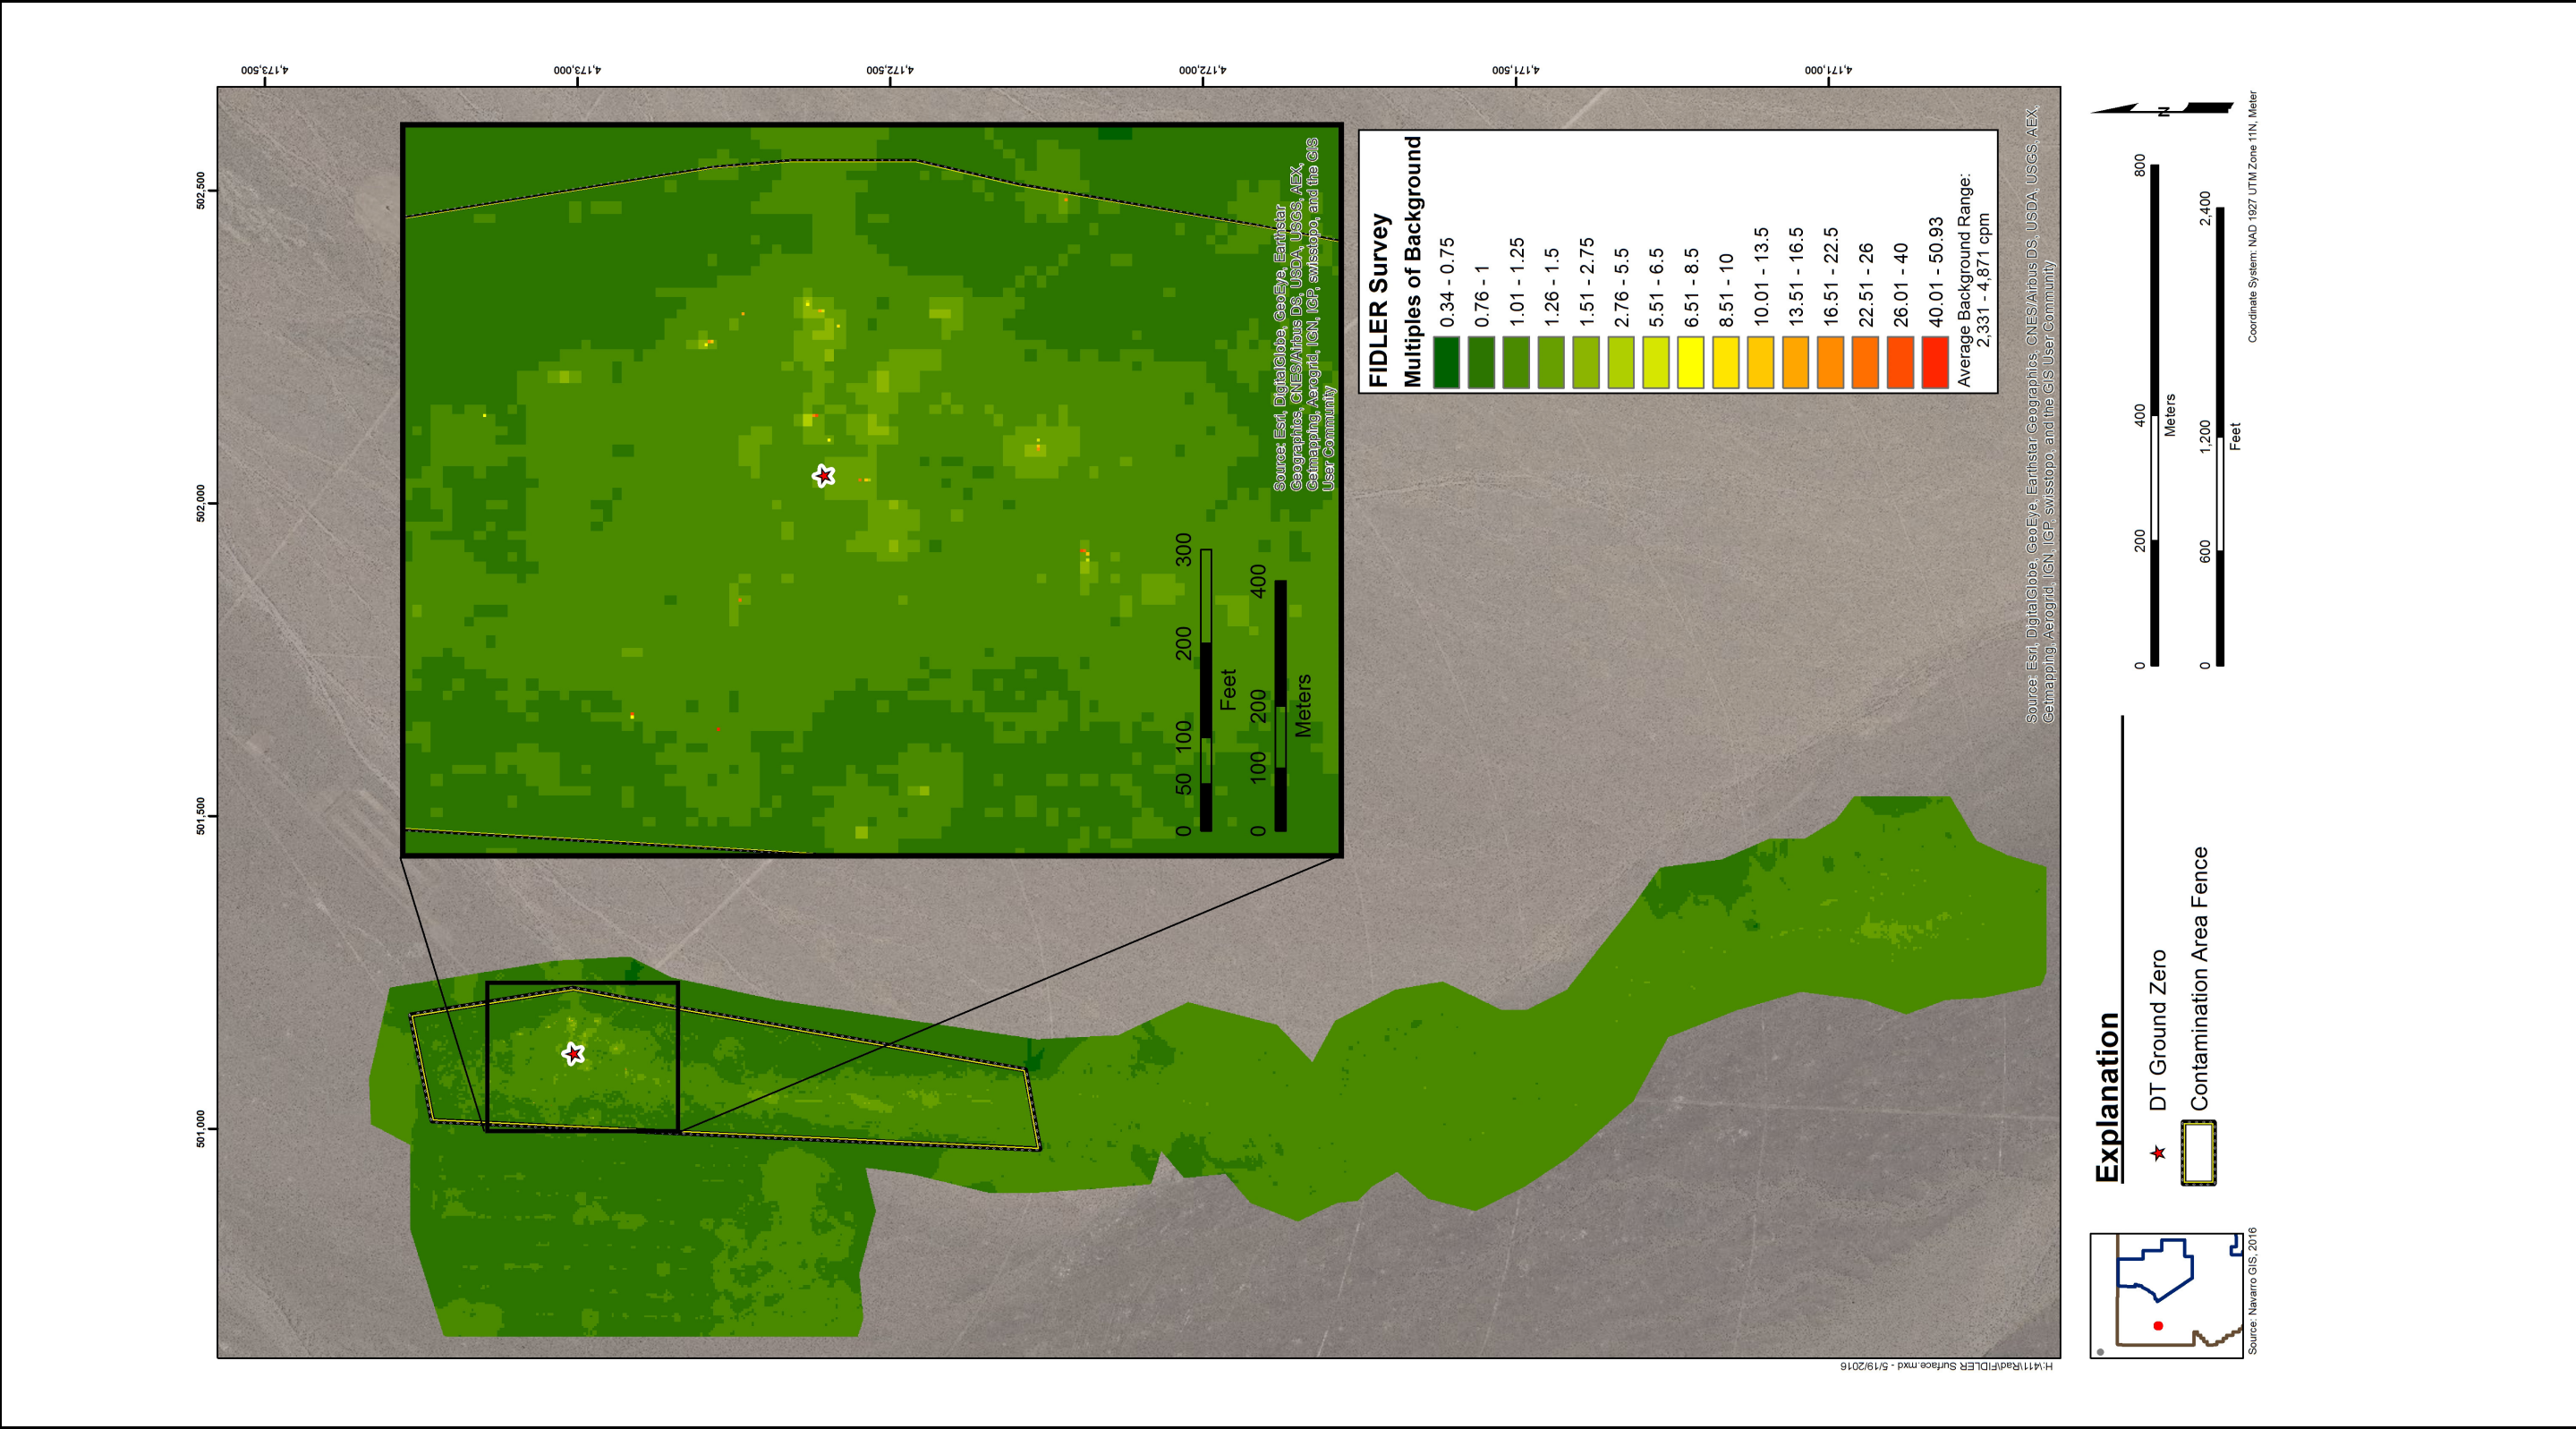 4,173,500
4,173,000
4,172,500
4,172,000
4,171,500
4,171,000
502,500
502,000
501,500
501,000
Source: Esri, DigitalGlobe, GeoEye, Earthstar
Geographics, CNES/Airbus DS, USDA, USGS, AEX,
Getmapping, Aerogrid, IGN, IGP, swisstopo, and the GIS
User Community
0 50 100 200 300
Feet
0 100 200 400
Meters
FIDLER Survey
Multiples of Background
0.34 - 0.75
0.76 - 1
1.01 - 1.25
1.26 - 1.5
1.51 - 2.75
2.76 - 5.5
5.51 - 6.5
6.51 - 8.5
8.51 - 10
10.01 - 13.5
13.51 - 16.5
16.51 - 22.5
22.51 - 26
26.01 - 40
40.01 - 50.93
Average Background Range:
2,331 - 4,871 cpm
Source: Esri, DigitalGlobe, GeoEye, Earthstar Geographics, CNES/Airbus DS, USDA, USGS, AEX,
Getmapping, Aerogrid, IGN, IGP, swisstopo, and the GIS User Community
H:\411\Rad\FIDLER Surface.mxd - 5/19/2016
Explanation
DT Ground Zero
Contamination Area Fence
Source: Navarro GIS, 2016
0 200 400 800
Meters
0 600 1,200 2,400
Feet
N
Coordinate System: NAD 1927 UTM Zone 11N, Meter